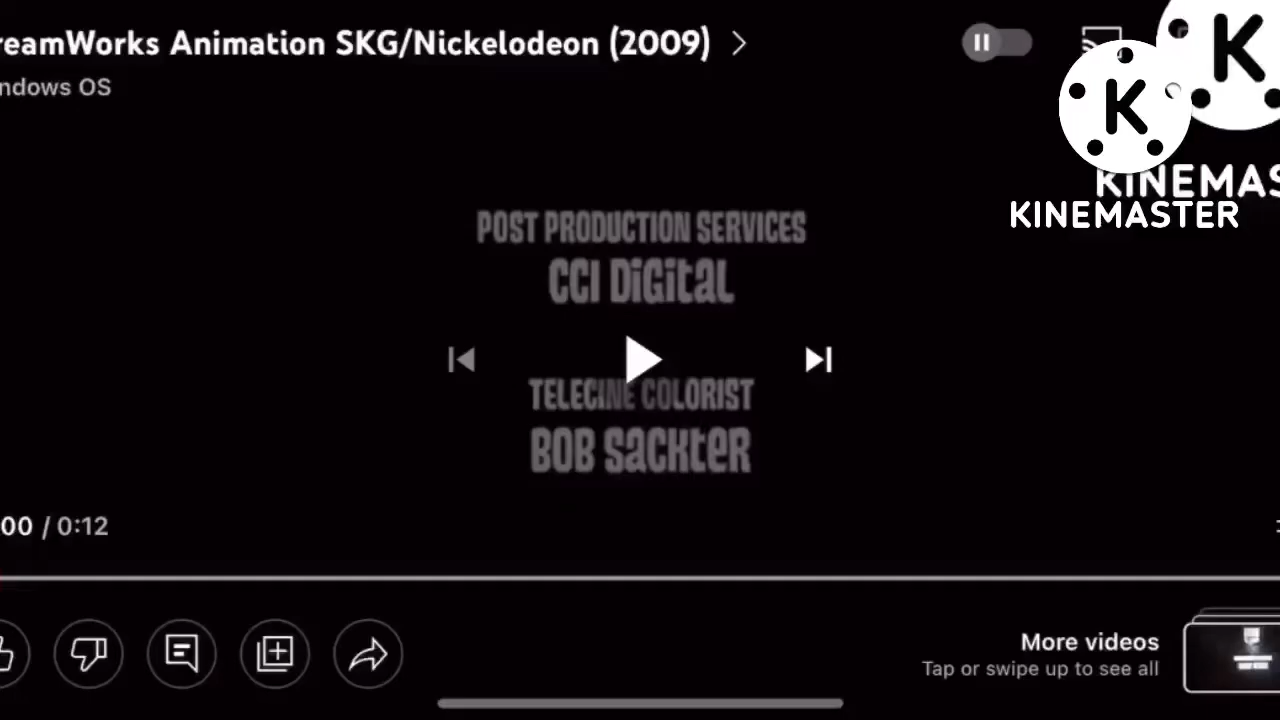 reamWorks Animation SKG/Nickelodeon (2009)
ndows OS
K
K
KINEMAS
KINEMASTER
POST PRODUCTION SERVICES
CCI DiGitaL
TELECINE COLORIST
BOB SaCKteR
00 / 0:12
More videos
Tap or swipe up to see all